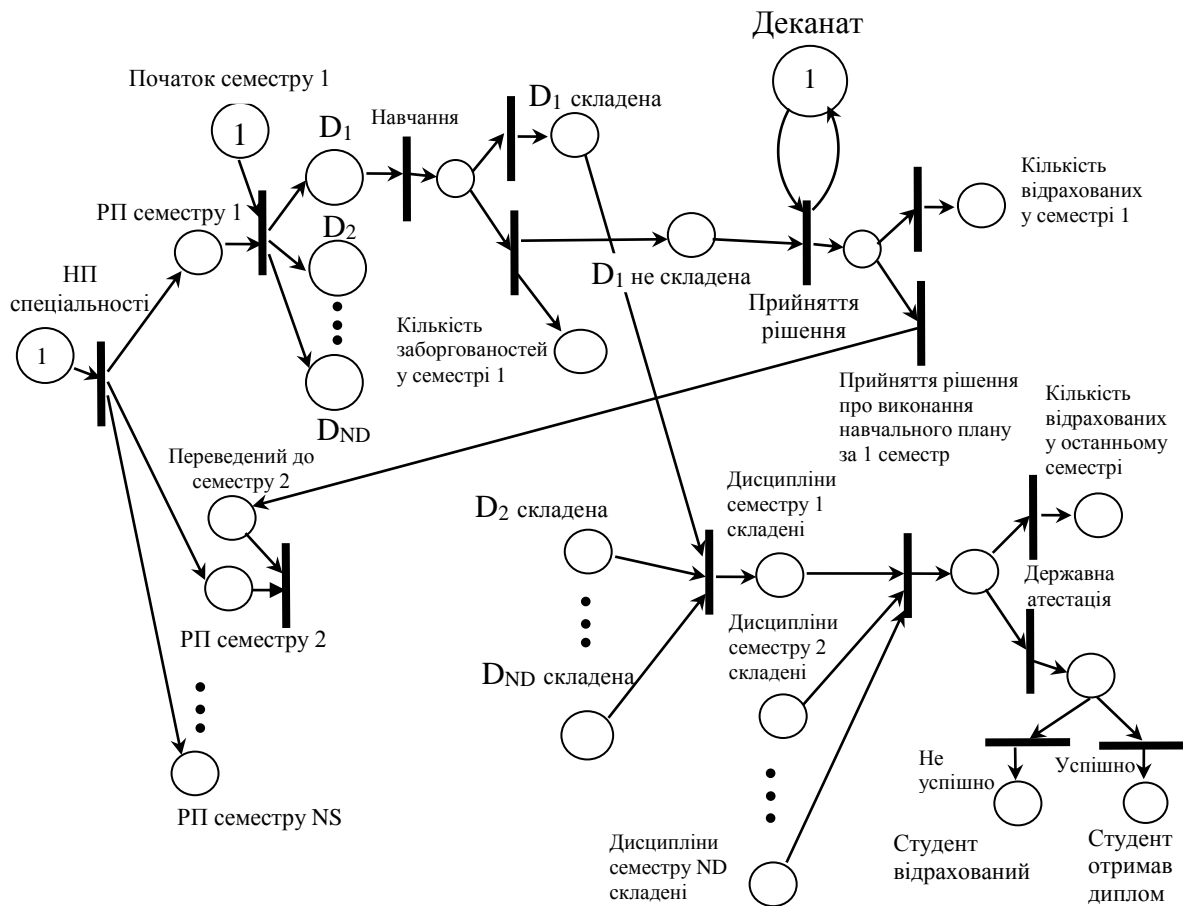 Деканат
1
Початок семестру 1
1
D1
Навчання
D1 складена
Кількість
відрахованих
у семестрі 1
РП семестру 1
D2
D1 не складена
НП
спеціальності
1
Прийняття
рішення
Кількість
заборгованостей
у семестрі 1
DND
Прийняття рішення
про виконання
навчального плану
за 1 семестр
Кількість
відрахованих
у останньому
семестрі
Переведений до
семестру 2
D2 складена
Дисципліни
семестру 1
складені
Державна
атестація
РП семестру 2
DND складена
Дисципліни
семестру 2
складені
Не
успішно
Успішно
РП семестру NS
Дисципліни
семестру ND
складені
Студент
відрахований
Студент
отримав
диплом